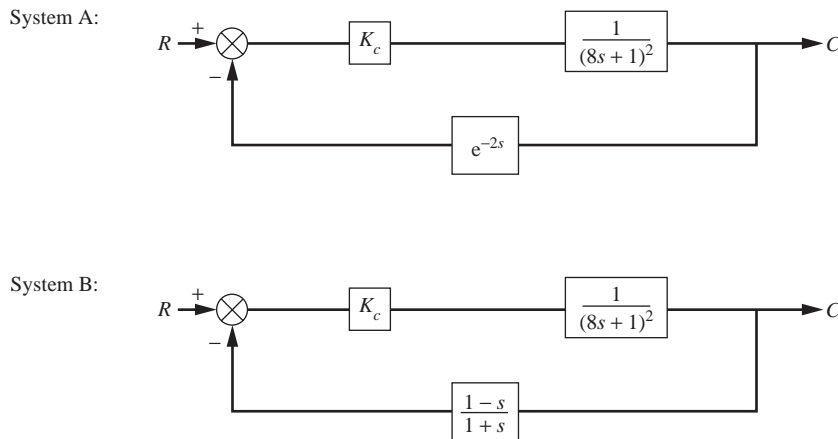 System A:
R + − K_c 1/(8s + 1)² C
e^{−2s}
System B:
R + − K_c 1/(8s + 1)² C
(1 − s)/(1 + s)